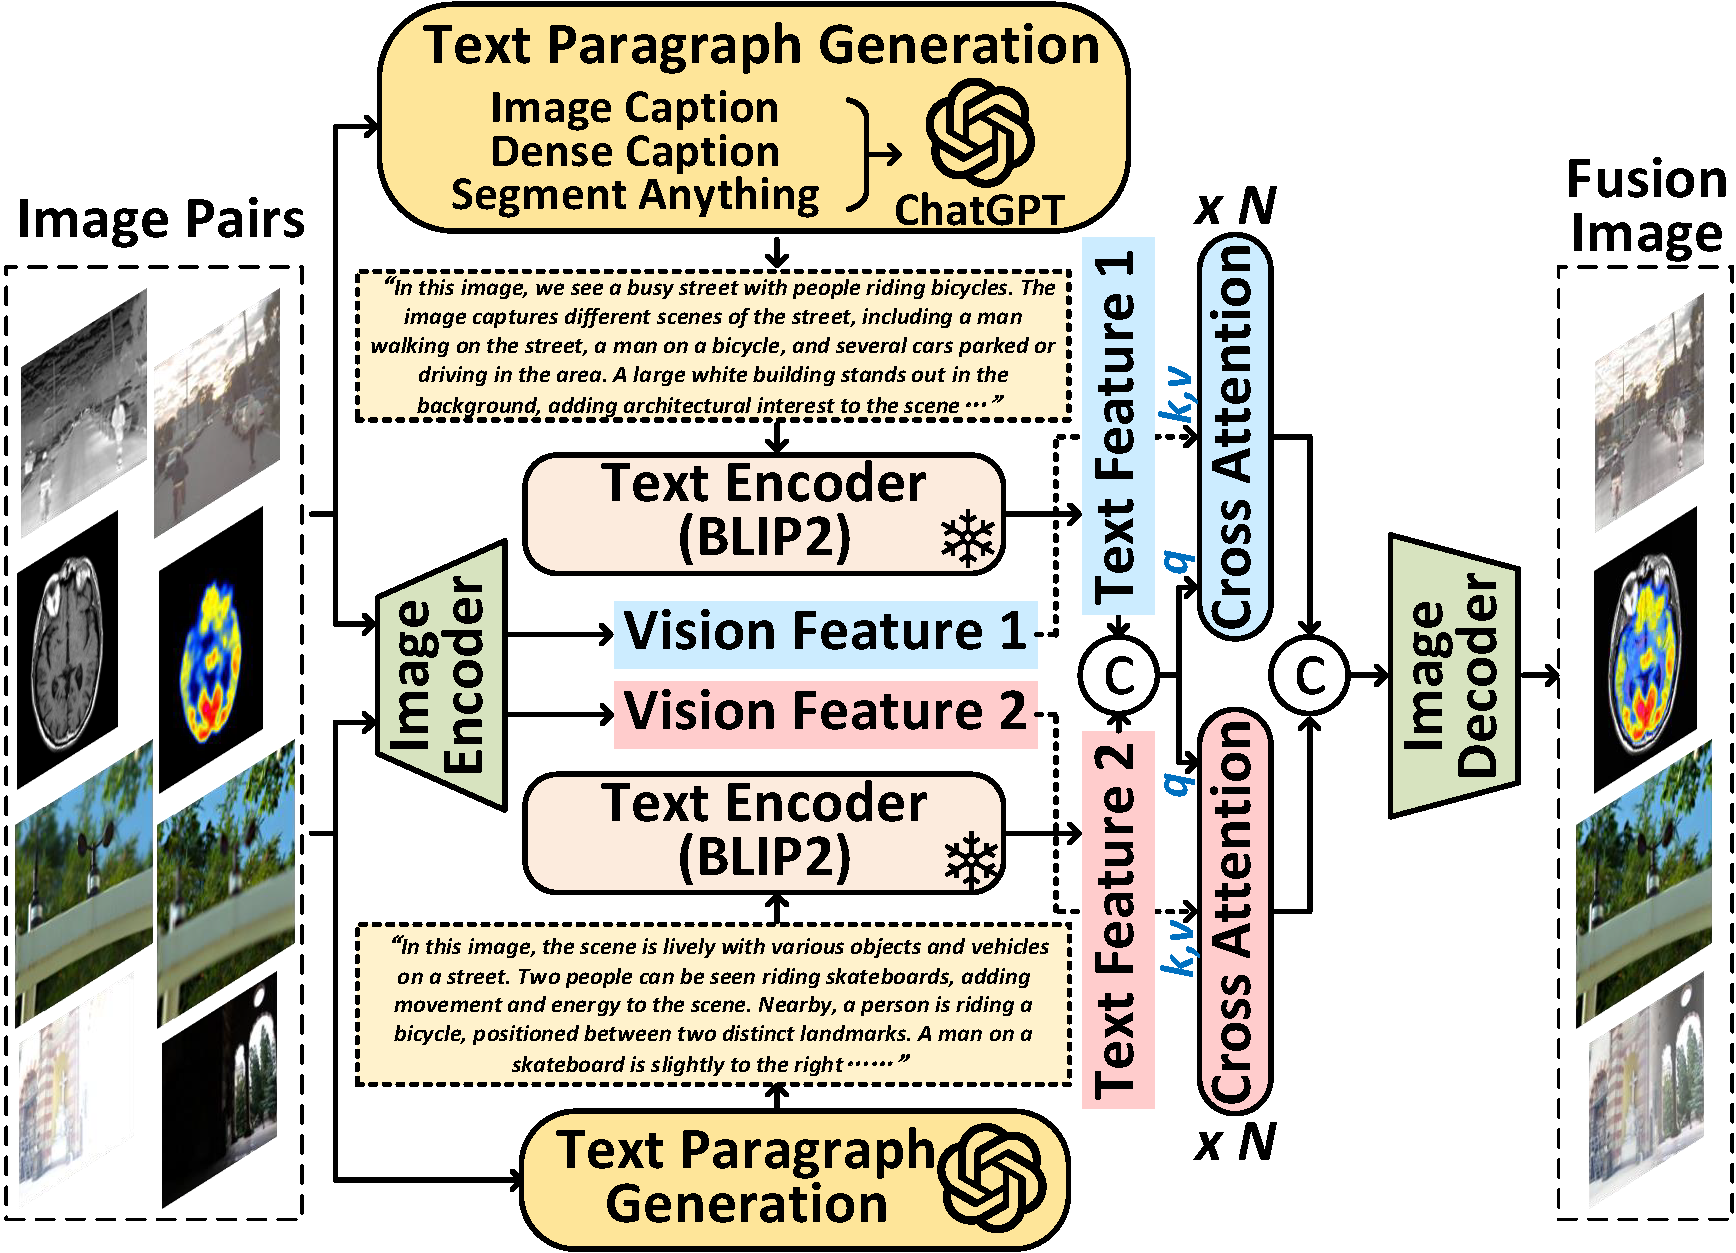 Text Paragraph Generation
Image Caption
Dense Caption
Segment Anything
ChatGPT
Image Pairs
x N
Fusion
Image
“In this image, we see a busy street with people riding bicycles. The
image captures different scenes of the street, including a man
walking on the street, a man on a bicycle, and several cars parked or
driving in the area. A large white building stands out in the
background, adding architectural interest to the scene ···”
Text Feature 1
k,v
Cross Attention
Text Encoder
(BLIP2)
q
Image
Encoder
Vision Feature 1
C
C
Image
Decoder
Vision Feature 2
Text Encoder
(BLIP2)
Text Feature 2
q
k,v
Cross Attention
“In this image, the scene is lively with various objects and vehicles
on a street. Two people can be seen riding skateboards, adding
movement and energy to the scene. Nearby, a person is riding a
bicycle, positioned between two distinct landmarks. A man on a
skateboard is slightly to the right ······”
x N
Text Paragraph
Generation